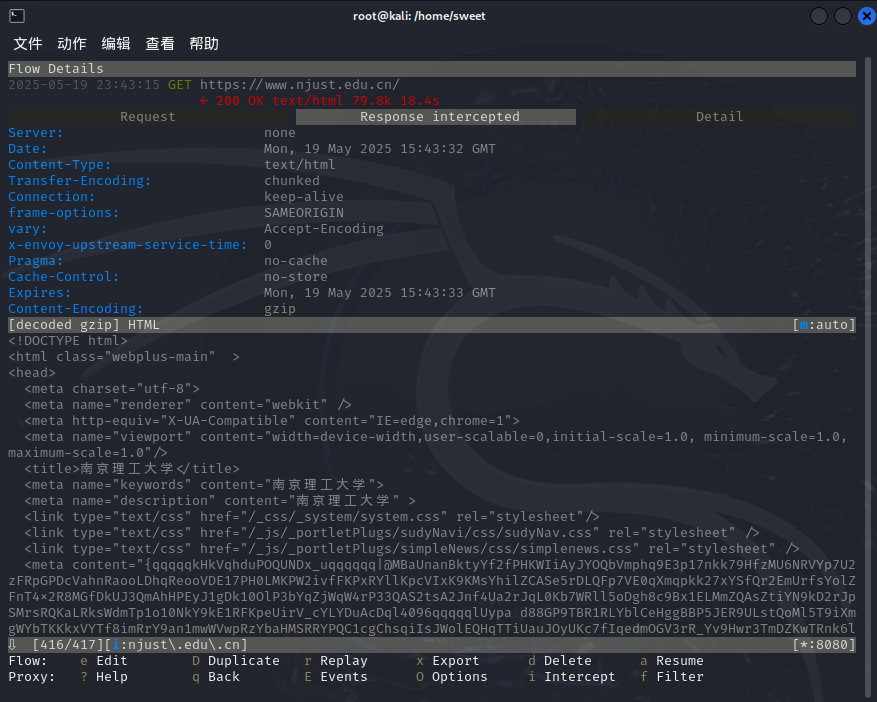 root@kali: /home/sweet
文件 动作 编辑 查看 帮助
Flow Details
2025-05-19 23:43:15 GET https://www.njust.edu.cn/
← 200 OK text/html 79.8k 18.4s
Request Response intercepted Detail
Server: none
Date: Mon, 19 May 2025 15:43:32 GMT
Content-Type: text/html
Transfer-Encoding: chunked
Connection: keep-alive
frame-options: SAMEORIGIN
vary: Accept-Encoding
x-envoy-upstream-service-time: 0
Pragma: no-cache
Cache-Control: no-store
Expires: Mon, 19 May 2025 15:43:33 GMT
Content-Encoding: gzip
[decoded gzip] HTML [m:auto]
<!DOCTYPE html>
<html class="webplus-main"  >
<head>
<meta charset="utf-8">
<meta name="renderer" content="webkit" />
<meta http-equiv="X-UA-Compatible" content="IE=edge,chrome=1">
<meta name="viewport" content="width=device-width,user-scalable=0,initial-scale=1.0, minimum-scale=1.0,
maximum-scale=1.0"/>
<title>南京理工大学</title>
<meta name="keywords" content="南京理工大学">
<meta name="description" content="南京理工大学" >
<link type="text/css" href="/_css/_system/system.css" rel="stylesheet"/>
<link type="text/css" href="/_js/_portletPlugs/sudyNavi/css/sudyNav.css" rel="stylesheet" />
<link type="text/css" href="/_js/_portletPlugs/simpleNews/css/simplenews.css" rel="stylesheet" />
<meta content="{qqqqqkHkVqhduPOQUNDx_uqqqqqq|@MBaUnanBktyYf2fPHKWIiAyJYOQbVmphq9E3p17nkk79HfzMU6NRVYp7U2
zFRpGPDcVahnRaooLDhqReooVDE17PH0LMKPW2ivfFKPxRYllKpcVIxK9KMsYhilZCASe5rDLQFp7VE0qXmqpkk27xYSfQr2EmUrfsYolZ
FnT4x2R8MGfDkUJ3QmAhHPEyJ1gDk10OlP3bYqZjWqW4rP33QAS2tsA2Jnf4Ua2rJqL0Kb7WRll5oDgh8c9Bx1ELMmZQAsZtiYN9kD2rJp
SMrsRQKaLRksWdmTp1o10NkY9kE1RFKpeUirV_cYLYDuAcDql4096qqqqqlUypa d88GP9TBR1RLYblCeHggBBP5JER9ULstQoMl5T9iXm
gWYbTKKkxVYTf8imRrY9an1mwWVwpRzYbaHMSRRYPQC1cgChsqiIsJWolEQHqTTiUauJOyUKc7fIqedmOGV3rR_Yv9Hwr3TmDZKwTRnk6l
⇩ [416/417][i:njust\.edu\.cn] [*:8080]
Flow: e Edit D Duplicate r Replay x Export d Delete a Resume
Proxy: ? Help q Back E Events O Options i Intercept f Filter